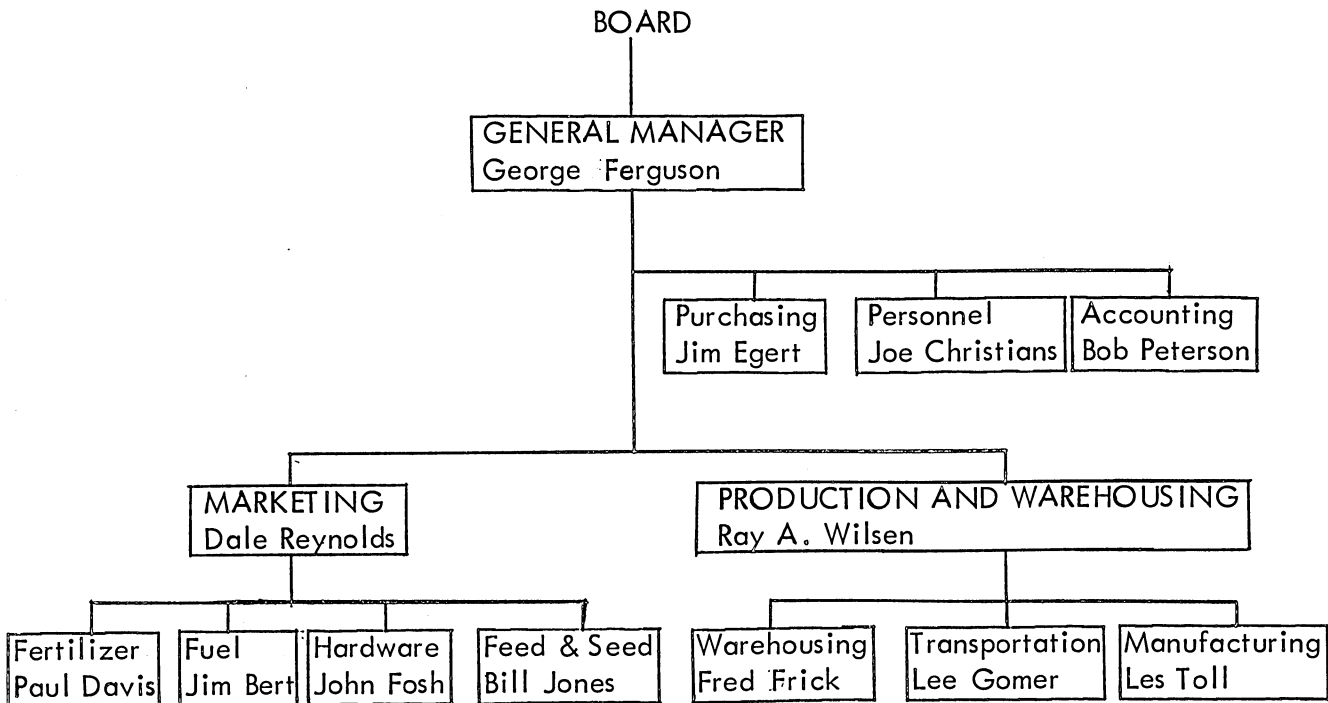 BOARD
GENERAL MANAGER
George Ferguson
Purchasing
Jim Egert
Personnel
Joe Christians
Accounting
Bob Peterson
MARKETING
Dale Reynolds
PRODUCTION AND WAREHOUSING
Ray A. Wilsen
Fertilizer
Paul Davis
Fuel
Jim Bert
Hardware
John Fosh
Feed & Seed
Bill Jones
Warehousing
Fred Frick
Transportation
Lee Gomer
Manufacturing
Les Toll